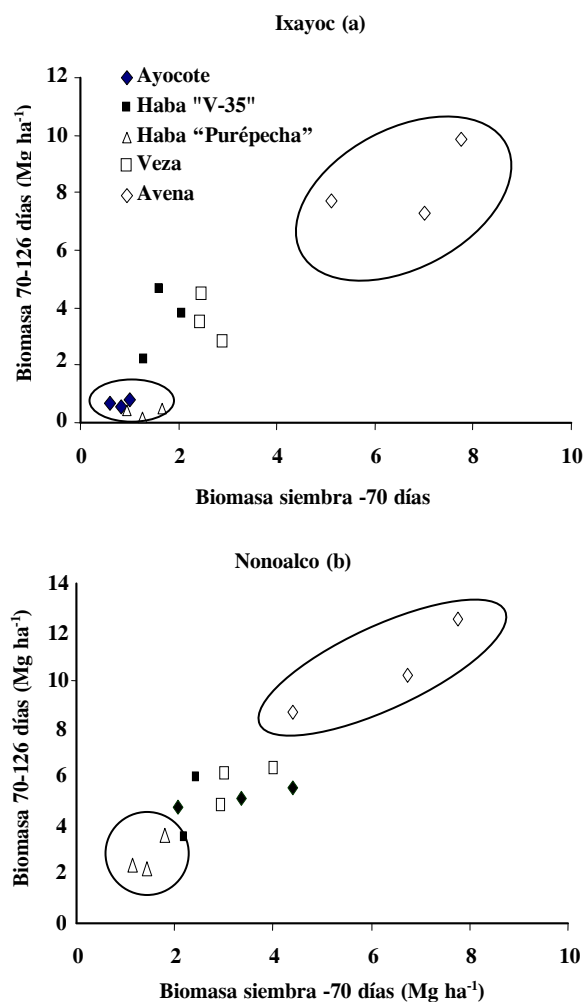 Ixayoc (a)
Biomasa 70-126 días (Mg ha⁻¹)
12
10
8
6
4
2
0
Ayocote
Haba "V-35"
Haba “Purépecha”
Veza
Avena
0 2 4 6 8 10
Biomasa siembra -70 días
Nonoalco (b)
Biomasa 70-126 días (Mg ha⁻¹)
14
12
10
8
6
4
2
0
0 2 4 6 8 10
Biomasa siembra -70 días (Mg ha⁻¹)